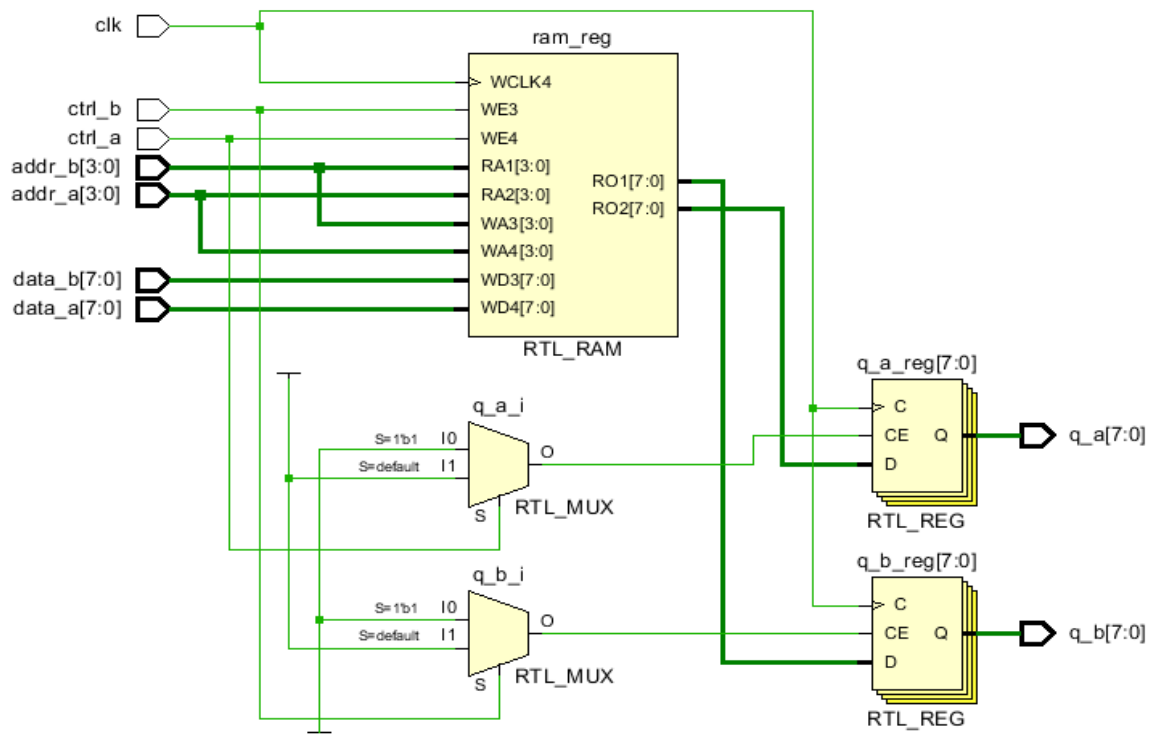 clk
ctrl_b
ctrl_a
addr_b[3:0]
addr_a[3:0]
data_b[7:0]
data_a[7:0]
ram_reg
WCLK4
WE3
WE4
RA1[3:0]
RA2[3:0]
WA3[3:0]
WA4[3:0]
WD3[7:0]
WD4[7:0]
RO1[7:0]
RO2[7:0]
RTL_RAM
q_a_i
S=1'b1 I0
S=default I1
S
O
RTL_MUX
q_a_reg[7:0]
C
CE Q
D
RTL_REG
q_a[7:0]
q_b_i
S=1'b1 I0
S=default I1
S
O
RTL_MUX
q_b_reg[7:0]
C
CE Q
D
RTL_REG
q_b[7:0]